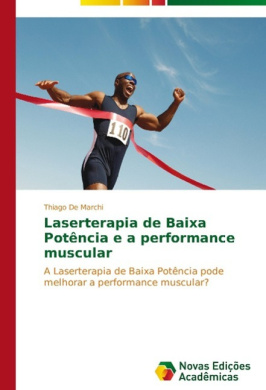 110
Thiago De Marchi
Laserterapia de Baixa
Potência e a performance
muscular
A Laserterapia de Baixa Potência pode
melhorar a performance muscular?
Novas Edições
Acadêmicas